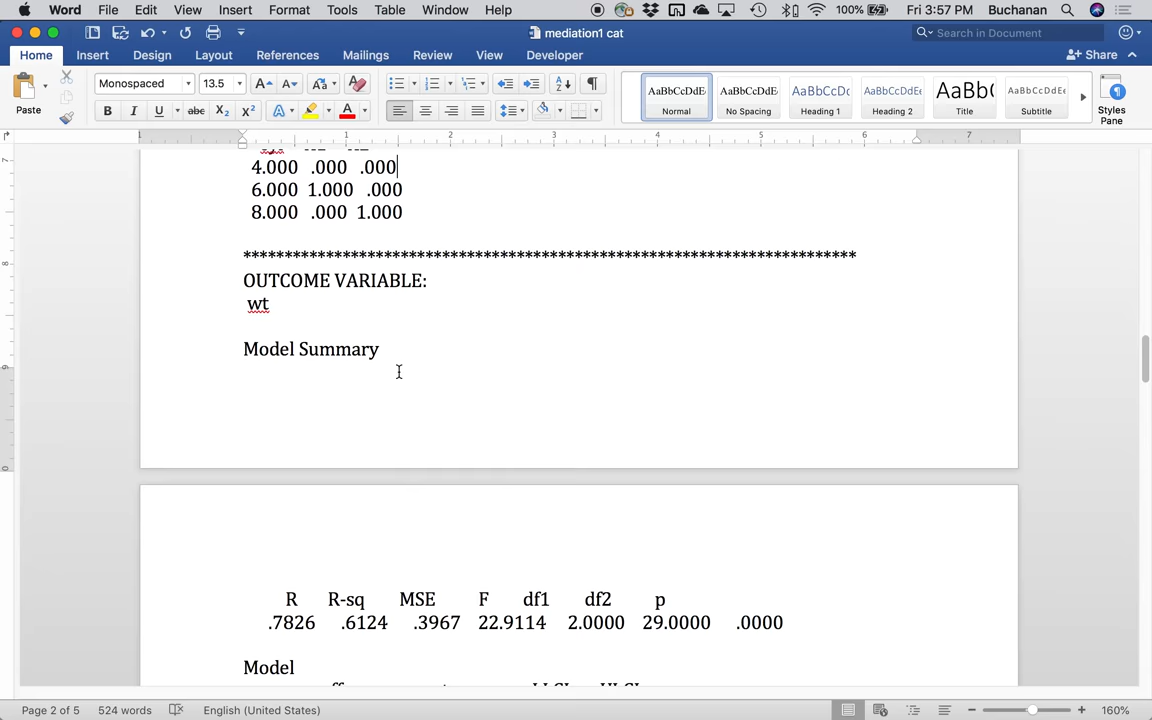 Word File Edit View Insert Format Tools Table Window Help 100% Fri 3:57 PM Buchanan
mediation1 cat
Search in Document
Home Insert Design Layout References Mailings Review View Developer
Share
Paste
Monospaced 13.5
AaBbCcDdEe AaBbCcDdEe AaBbCcDc AaBbCcDdEe AaBb( AaBbCcDdEe
Normal No Spacing Heading 1 Heading 2 Title Subtitle
Styles Pane
4.000 .000 .000
6.000 1.000 .000
8.000 .000 1.000
**************************************************************************
OUTCOME VARIABLE:
wt
Model Summary
R R-sq MSE F df1 df2 p
.7826 .6124 .3967 22.9114 2.0000 29.0000 .0000
Model
Page 2 of 5 524 words English (United States) 160%